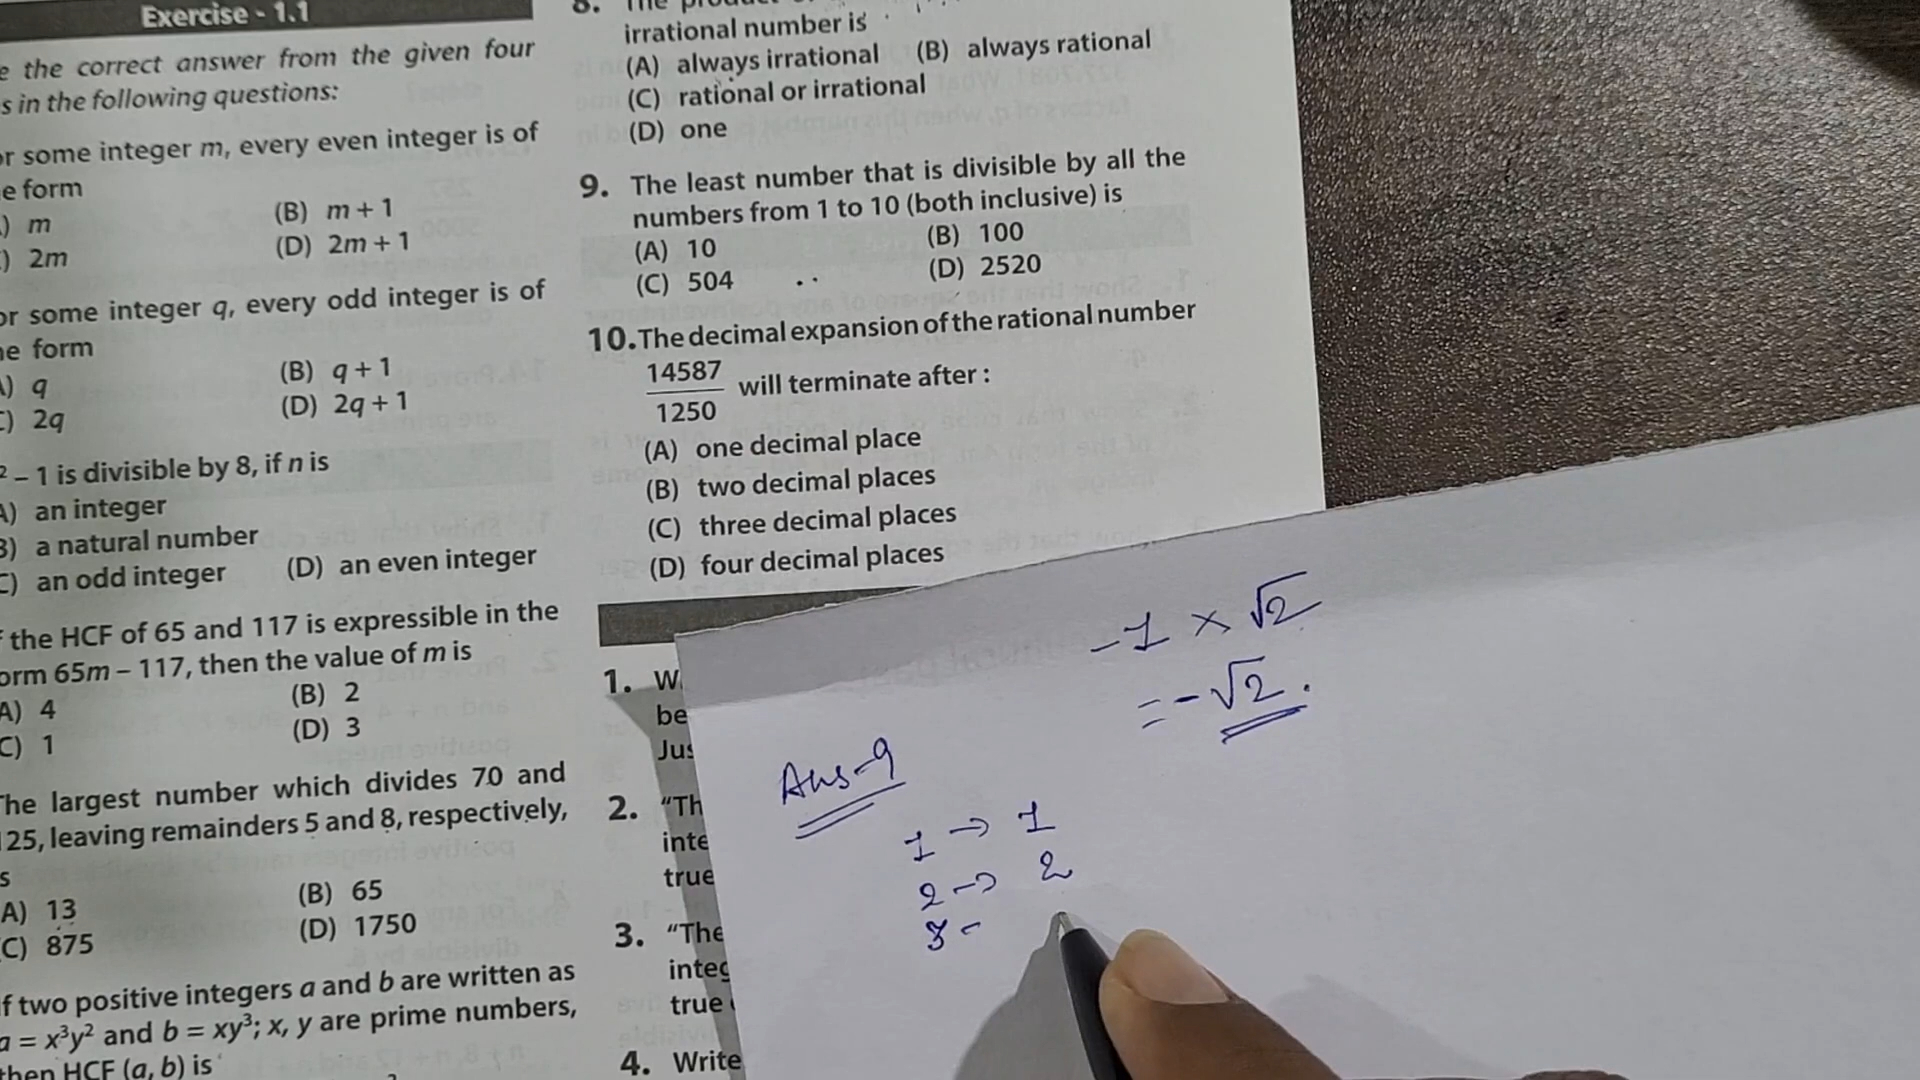 Exercise - 1.1
the correct answer from the given four
s in the following questions:
some integer m, every even integer is of
e form
m
(B) m + 1
2m
(D) 2m + 1
some integer q, every odd integer is of
e form
q
(B) q + 1
2q
(D) 2q + 1
² – 1 is divisible by 8, if n is
an integer
a natural number
an odd integer (D) an even integer
the HCF of 65 and 117 is expressible in the
orm 65m – 117, then the value of m is
A) 4
(B) 2
C) 1
(D) 3
The largest number which divides 70 and
125, leaving remainders 5 and 8, respectively,
s
A) 13
(B) 65
C) 875
(D) 1750
f two positive integers a and b are written as
a = x³y² and b = xy³; x, y are prime numbers,
then HCF (a, b) is
8.
irrational number is
(A) always irrational (B) always rational
(C) rational or irrational
(D) one
9. The least number that is divisible by all the
numbers from 1 to 10 (both inclusive) is
(A) 10 (B) 100
(C) 504 (D) 2520
10. The decimal expansion of the rational number
14587
1250
will terminate after :
(A) one decimal place
(B) two decimal places
(C) three decimal places
(D) four decimal places
1. W
be
Jus
2. "Th
inte
true
3. "The
integ
true
4. Write
-1 × √2
= -√2 .
Ans-9
1 → 1
2 → 2
3 -